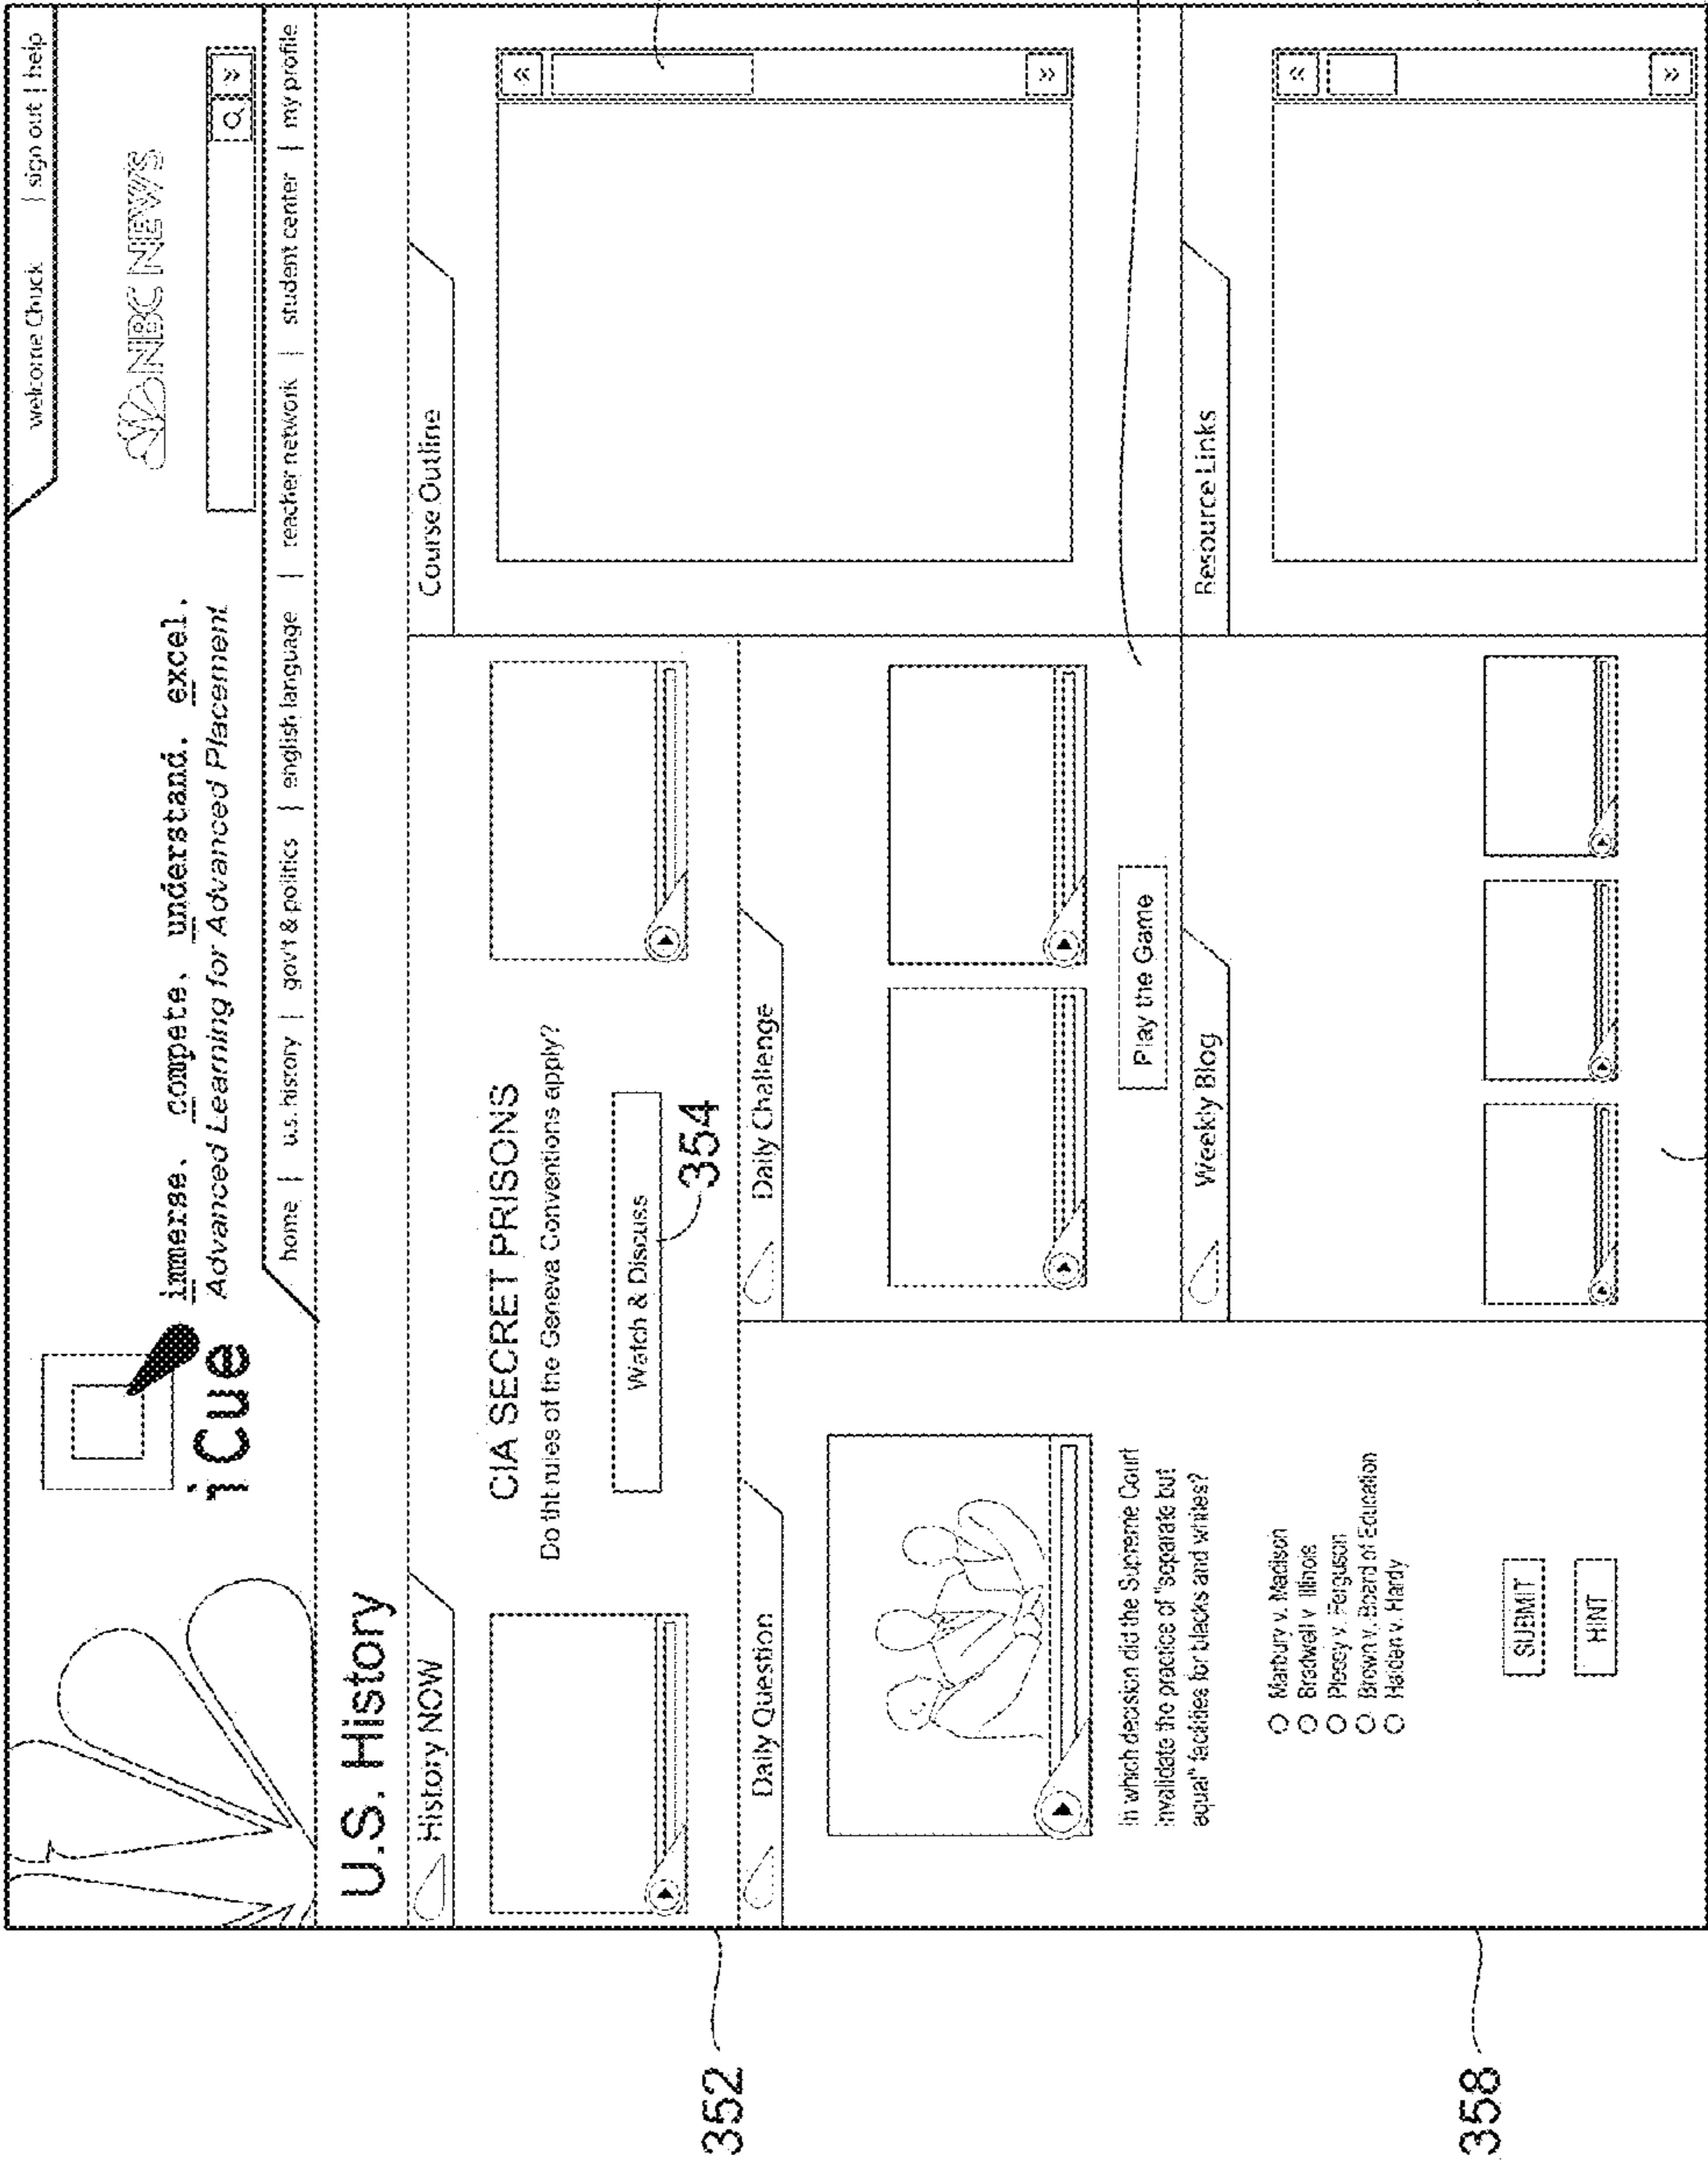 welcome Chuck | sign out | help
iCue
immerse. compete. understand. excel.
Advanced Learning for Advanced Placement
NBC NEWS
home | u.s. history | gov't & politics | english language | teacher network | student center | my profile
U.S. History
History NOW
CIA SECRET PRISONS
Do the rules of the Geneva Conventions apply?
Watch & Discuss
354
Course Outline
352
Daily Question
In which decision did the Supreme Court
invalidate the practice of "separate but
equal" facilities for blacks and whites?
Marbury v. Madison
Bradwell v. Illinois
Plessy v. Ferguson
Brown v. Board of Education
v. Hardy
SUBMIT
HINT
Daily Challenge
Play the Game
Weekly Blog
Resource Links
358